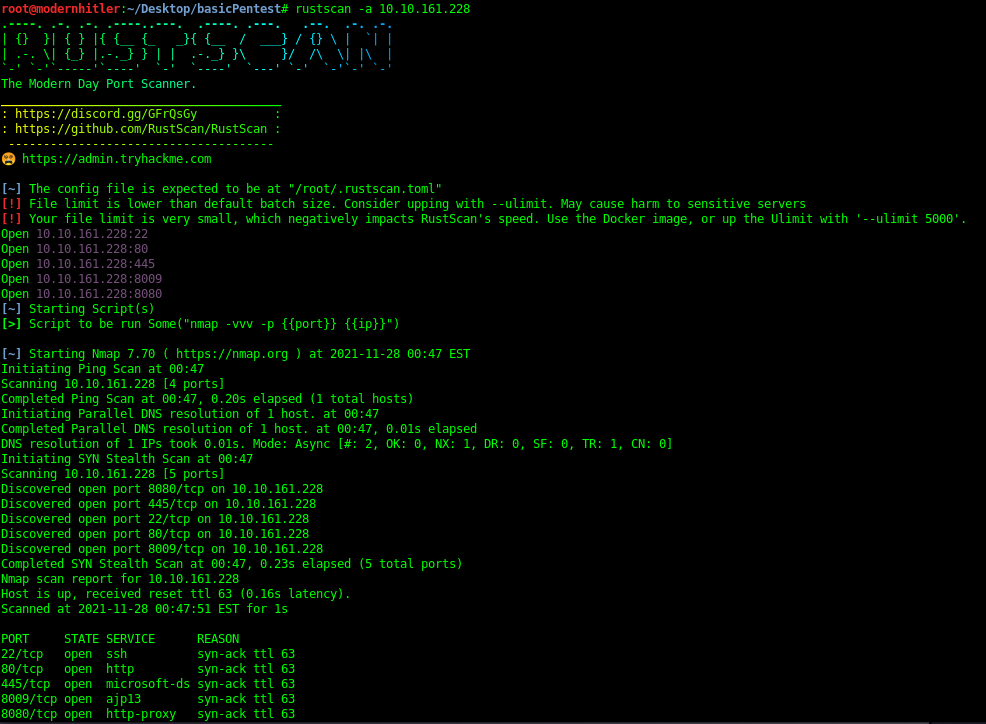 root@modernhitler:~/Desktop/basicPentest# rustscan -a 10.10.161.228
.----. .-. .-. .----..---.  .----. .---.   .--.  .-. .-.
| {}  }| { } |{ {__ {_   _}{ {__  /  ___} / {} \ |  `| |
| .-. \| {_} |.-._} } | |  .-._} }\     }/  /\  \| |\  |
`-' `-'`-----'`----'  `-'  `----'  `---' `-'  `-'`-' `-'
The Modern Day Port Scanner.
________________________________________
: https://discord.gg/GFrQsGy           :
: https://github.com/RustScan/RustScan :
 --------------------------------------
😵 https://admin.tryhackme.com

[~] The config file is expected to be at "/root/.rustscan.toml"
[!] File limit is lower than default batch size. Consider upping with --ulimit. May cause harm to sensitive servers
[!] Your file limit is very small, which negatively impacts RustScan's speed. Use the Docker image, or up the Ulimit with '--ulimit 5000'.
Open 10.10.161.228:22
Open 10.10.161.228:80
Open 10.10.161.228:445
Open 10.10.161.228:8009
Open 10.10.161.228:8080
[~] Starting Script(s)
[>] Script to be run Some("nmap -vvv -p {{port}} {{ip}}")

[~] Starting Nmap 7.70 ( https://nmap.org ) at 2021-11-28 00:47 EST
Initiating Ping Scan at 00:47
Scanning 10.10.161.228 [4 ports]
Completed Ping Scan at 00:47, 0.20s elapsed (1 total hosts)
Initiating Parallel DNS resolution of 1 host. at 00:47
Completed Parallel DNS resolution of 1 host. at 00:47, 0.01s elapsed
DNS resolution of 1 IPs took 0.01s. Mode: Async [#: 2, OK: 0, NX: 1, DR: 0, SF: 0, TR: 1, CN: 0]
Initiating SYN Stealth Scan at 00:47
Scanning 10.10.161.228 [5 ports]
Discovered open port 8080/tcp on 10.10.161.228
Discovered open port 445/tcp on 10.10.161.228
Discovered open port 22/tcp on 10.10.161.228
Discovered open port 80/tcp on 10.10.161.228
Discovered open port 8009/tcp on 10.10.161.228
Completed SYN Stealth Scan at 00:47, 0.23s elapsed (5 total ports)
Nmap scan report for 10.10.161.228
Host is up, received reset ttl 63 (0.16s latency).
Scanned at 2021-11-28 00:47:51 EST for 1s

PORT     STATE SERVICE      REASON
22/tcp   open  ssh          syn-ack ttl 63
80/tcp   open  http         syn-ack ttl 63
445/tcp  open  microsoft-ds syn-ack ttl 63
8009/tcp open  ajp13        syn-ack ttl 63
8080/tcp open  http-proxy   syn-ack ttl 63